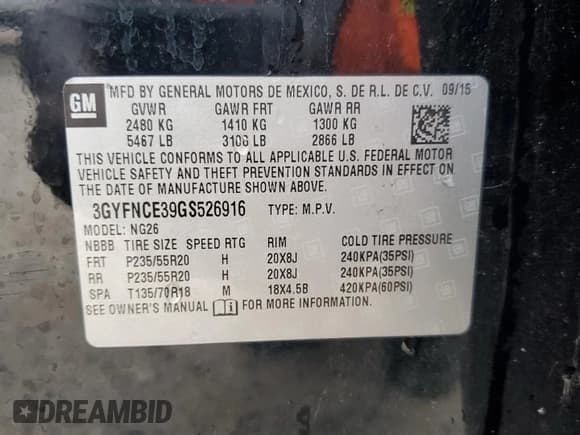 GM
MFD BY GENERAL MOTORS DE MEXICO, S. DE R.L. DE C.V. 09/15
GVWR GAWR FRT GAWR RR
2480 KG 1410 KG 1300 KG
5467 LB 3108 LB 2866 LB
THIS VEHICLE CONFORMS TO ALL APPLICABLE U.S. FEDERAL MOTOR
VEHICLE SAFETY AND THEFT PREVENTION STANDARDS IN EFFECT ON
THE DATE OF MANUFACTURE SHOWN ABOVE.
3GYFNCE39GS526916 TYPE: M.P.V.
MODEL: NG26
NBBB TIRE SIZE SPEED RTG RIM COLD TIRE PRESSURE
FRT P235/55R20 H 20X8J 240KPA(35PSI)
RR P235/55R20 H 20X8J 240KPA(35PSI)
SPA T135/70R18 M 18X4.5B 420KPA(60PSI)
SEE OWNER'S MANUAL FOR MORE INFORMATION.
DREAMBID